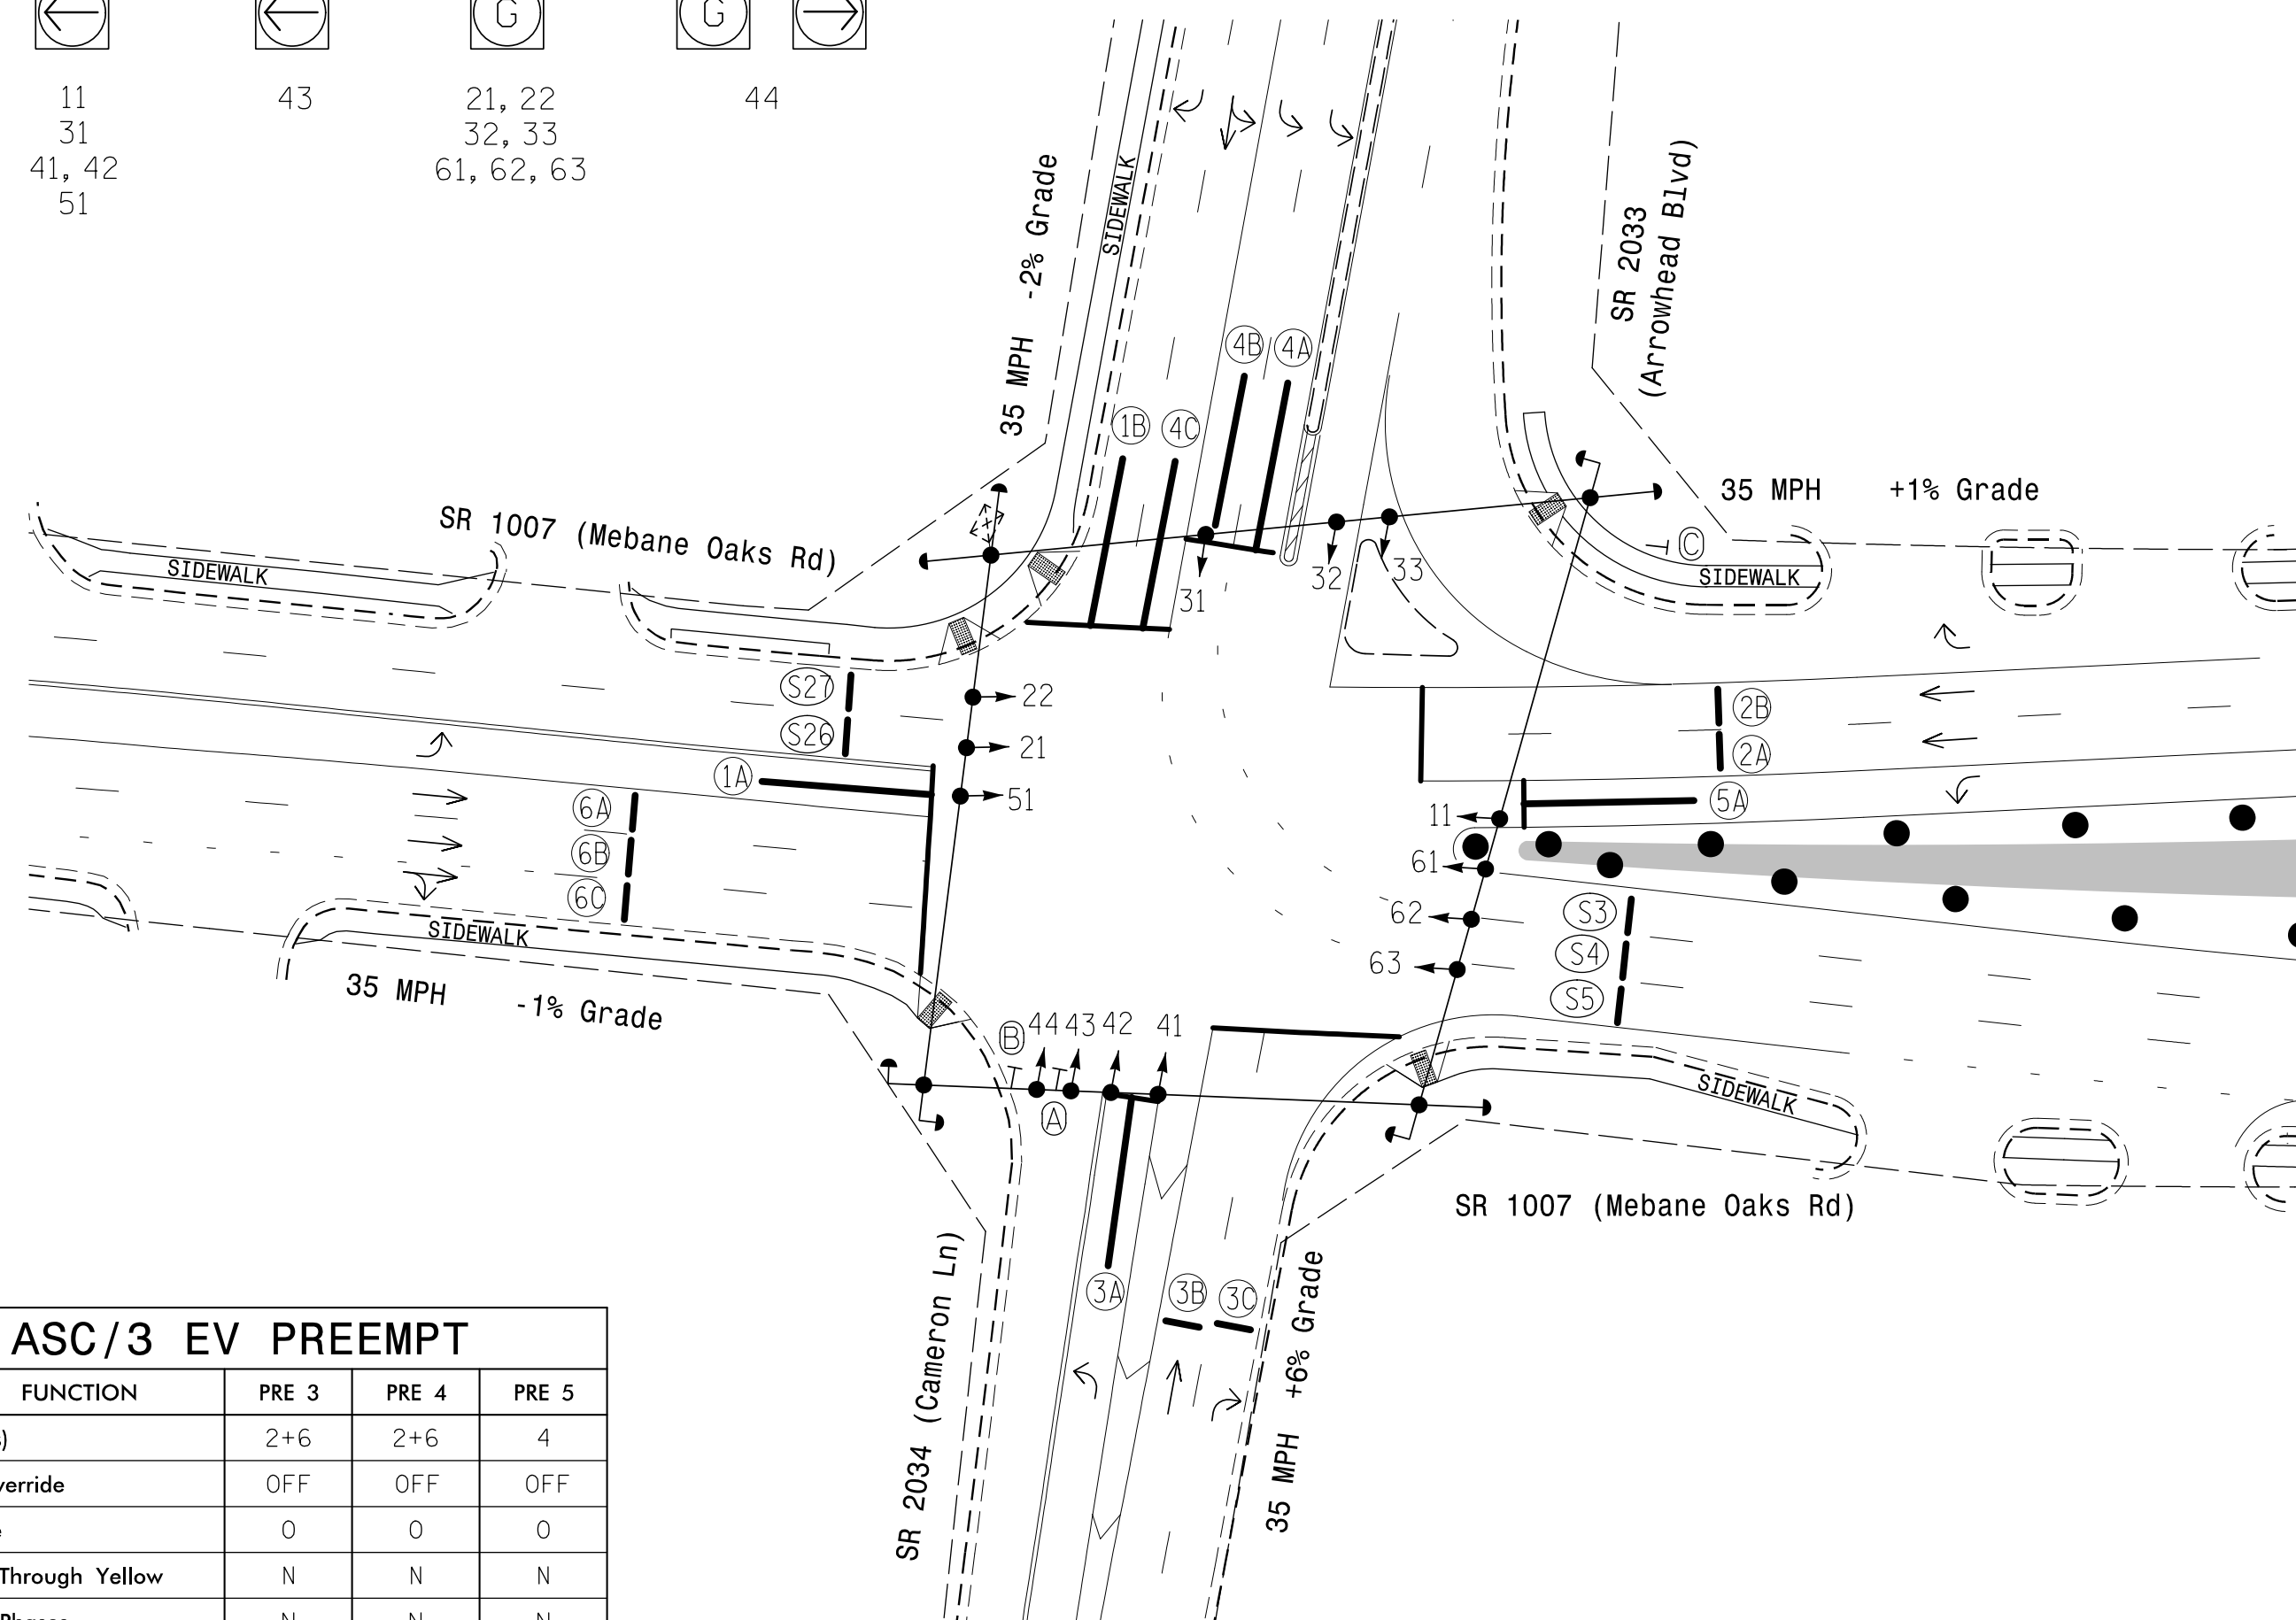 G
G
11
31
41, 42
51
43
21, 22
32, 33
61, 62, 63
44
35 MPH -2% Grade
SIDEWALK
SR 2033
(Arrowhead Blvd)
4B
4A
1B
4C
SR 1007 (Mebane Oaks Rd)
35 MPH +1% Grade
SIDEWALK
C
SIDEWALK
31
32
33
S27
22
2B
S26
21
2A
1A
51
5A
6A
11
6B
61
6C
62
S3
SIDEWALK
63
S4
S5
35 MPH -1% Grade
B
44
43
42
41
A
SIDEWALK
SR 1007 (Mebane Oaks Rd)
3A
3B
3C
SR 2034 (Cameron Ln)
35 MPH +6% Grade
ASC/3 EV PREEMPT
FUNCTION PRE 3 PRE 4 PRE 5
) 2+6 2+6 4
erride OFF OFF OFF
e 0 0 0
Through Yellow N N N
Phases N N N